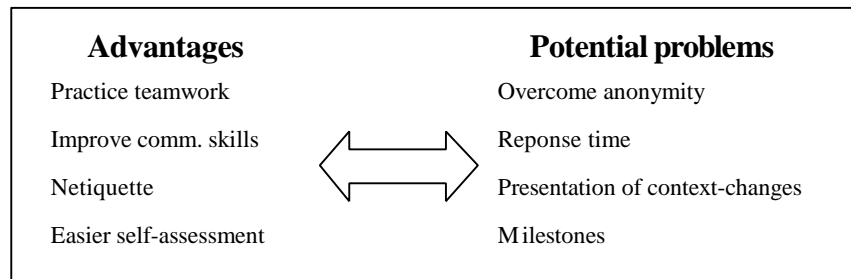 Advantages
Practice teamwork
Improve comm. skills
Netiquette
Easier self-assessment
Potential problems
Overcome anonymity
Reponse time
Presentation of context-changes
Milestones